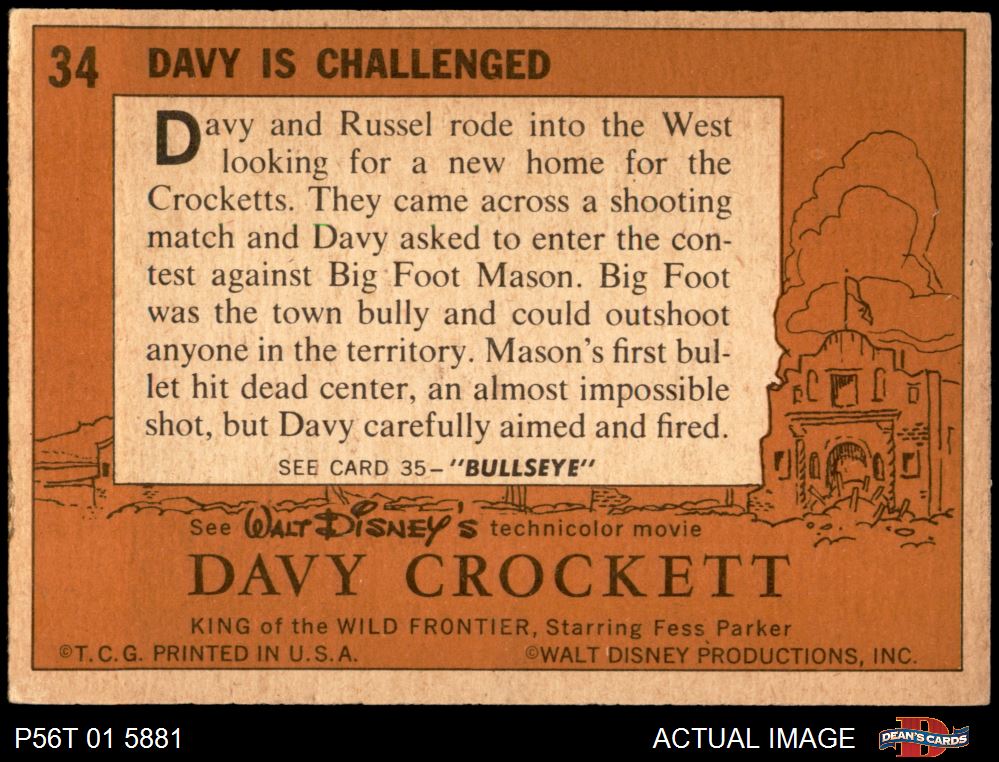 34 DAVY IS CHALLENGED
Davy and Russel rode into the West
looking for a new home for the
Crocketts. They came across a shooting
match and Davy asked to enter the con-
test against Big Foot Mason. Big Foot
was the town bully and could outshoot
anyone in the territory. Mason's first bul-
let hit dead center, an almost impossible
shot, but Davy carefully aimed and fired.
SEE CARD 35—"BULLSEYE"
See WALT DISNEY'S technicolor movie
DAVY CROCKETT
KING of the WILD FRONTIER, Starring Fess Parker
©T.C.G. PRINTED IN U.S.A. ©WALT DISNEY PRODUCTIONS, INC.
P56T 01 5881 ACTUAL IMAGE D DEAN'S CARDS